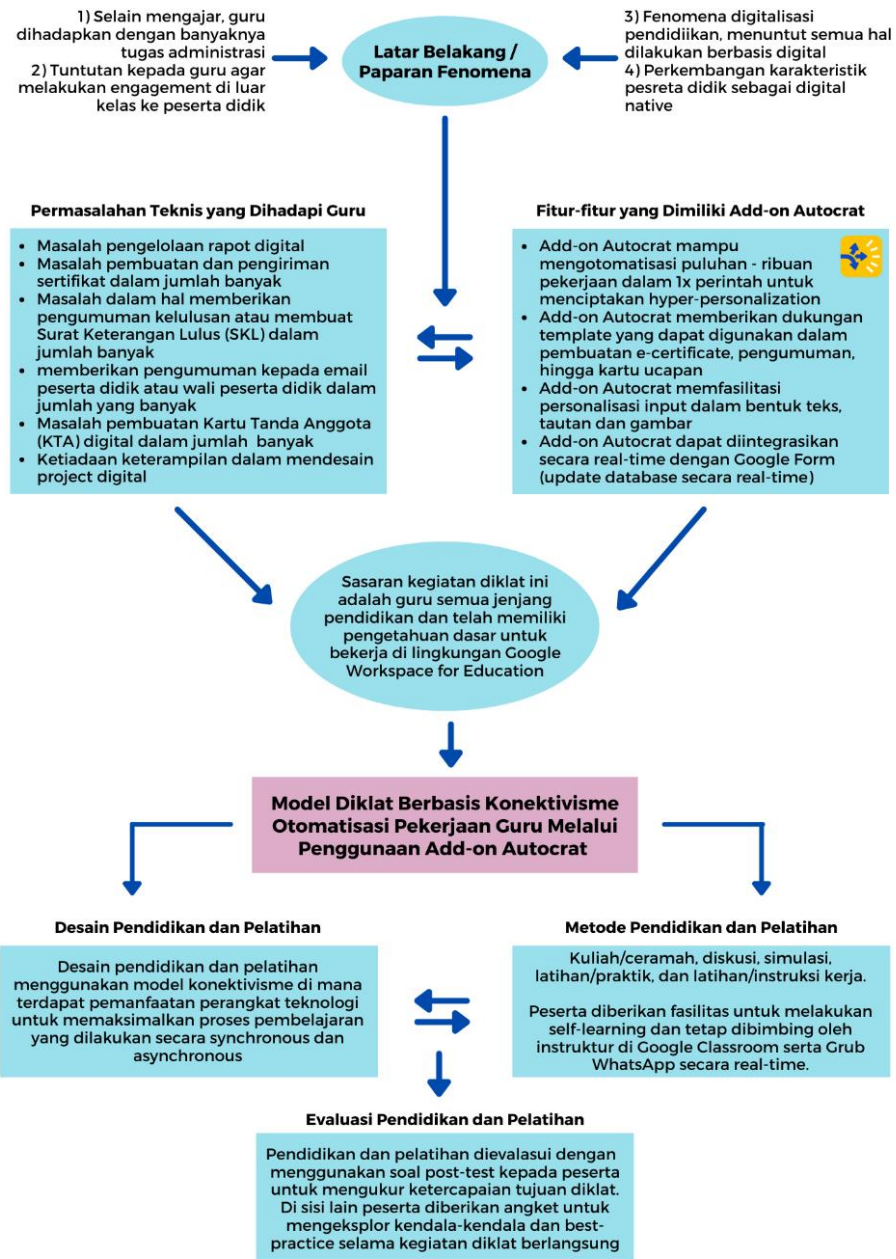 1) Selain mengajar, guru
dihadapkan dengan banyaknya
tugas administrasi
2) Tuntutan kepada guru agar
melakukan engagement di luar
kelas ke peserta didik
Latar Belakang /
Paparan Fenomena
3) Fenomena digitalisasi
pendidiikan, menuntut semua hal
dilakukan berbasis digital
4) Perkembangan karakteristik
pesreta didik sebagai digital
native
Permasalahan Teknis yang Dihadapi Guru
• Masalah pengelolaan rapot digital
• Masalah pembuatan dan pengiriman
sertifikat dalam jumlah banyak
• Masalah dalam hal memberikan
pengumuman kelulusan atau membuat
Surat Keterangan Lulus (SKL) dalam
jumlah banyak
• memberikan pengumuman kepada email
peserta didik atau wali peserta didik dalam
jumlah yang banyak
• Masalah pembuatan Kartu Tanda Anggota
(KTA) digital dalam jumlah banyak
• Ketiadaan keterampilan dalam mendesain
project digital
Fitur-fitur yang Dimiliki Add-on Autocrat
• Add-on Autocrat mampu
mengotomatisasi puluhan - ribuan
pekerjaan dalam 1x perintah untuk
menciptakan hyper-personalization
• Add-on Autocrat memberikan dukungan
template yang dapat digunakan dalam
pembuatan e-certificate, pengumuman,
hingga kartu ucapan
• Add-on Autocrat memfasilitasi
personalisasi input dalam bentuk teks,
tautan dan gambar
• Add-on Autocrat dapat diintegrasikan
secara real-time dengan Google Form
(update database secara real-time)
Sasaran kegiatan diklat ini
adalah guru semua jenjang
pendidikan dan telah memiliki
pengetahuan dasar untuk
bekerja di lingkungan Google
Workspace for Education
Model Diklat Berbasis Konektivisme
Otomatisasi Pekerjaan Guru Melalui
Penggunaan Add-on Autocrat
Desain Pendidikan dan Pelatihan
Desain pendidikan dan pelatihan
menggunakan model konektivisme di mana
terdapat pemanfaatan perangkat teknologi
untuk memaksimalkan proses pembelajaran
yang dilakukan secara synchronous dan
asynchronous
Metode Pendidikan dan Pelatihan
Kuliah/ceramah, diskusi, simulasi,
latihan/praktik, dan latihan/instruksi kerja.
Peserta diberikan fasilitas untuk melakukan
self-learning dan tetap dibimbing oleh
instruktur di Google Classroom serta Grub
WhatsApp secara real-time.
Evaluasi Pendidikan dan Pelatihan
Pendidikan dan pelatihan dievalasui dengan
menggunakan soal post-test kepada peserta
untuk mengukur ketercapaian tujuan diklat.
Di sisi lain peserta diberikan angket untuk
mengeksplor kendala-kendala dan best-
practice selama kegiatan diklat berlangsung